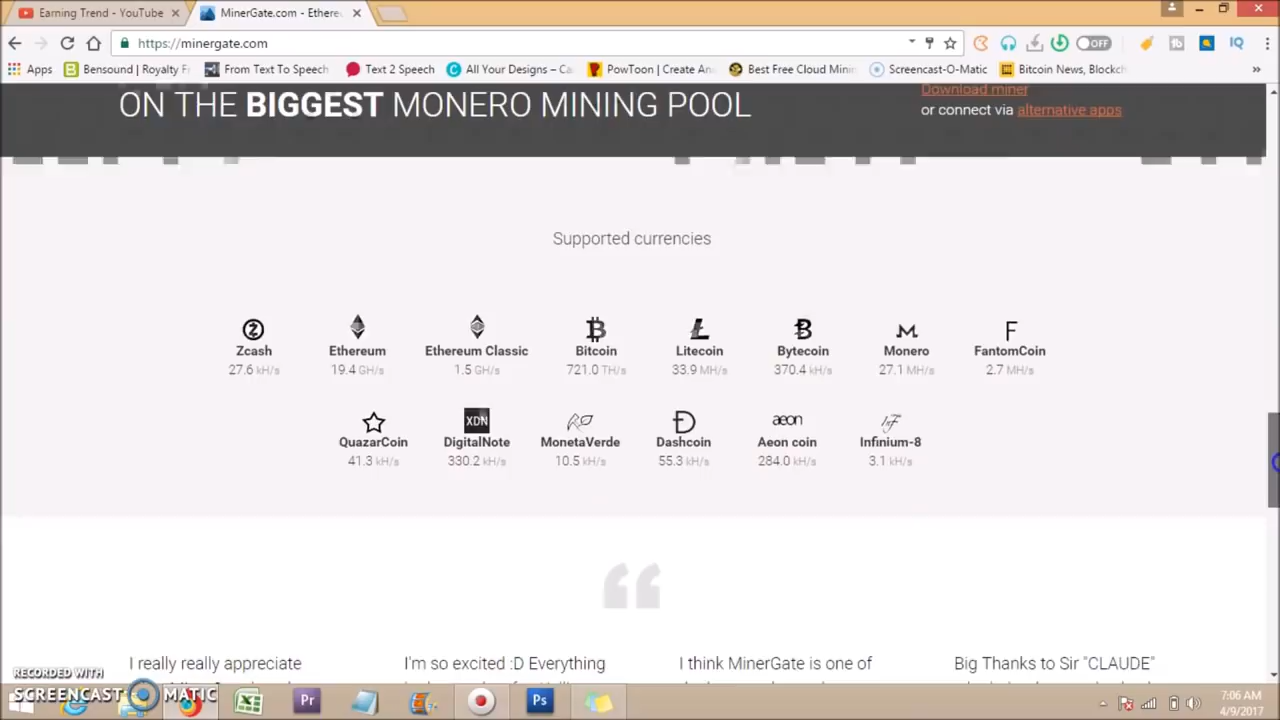 Earning Trend - YouTube
MinerGate.com - Ethere
https://minergate.com
OFF
IQ
Apps
Bensound | Royalty F
From Text To Speech
Text 2 Speech
All Your Designs – Ca
PowToon | Create An
Best Free Cloud Minin
Screencast-O-Matic
Bitcoin News, Blockch
»
ON THE BIGGEST MONERO MINING POOL
Download miner
or connect via alternative apps
Supported currencies
Zcash
Ethereum
Ethereum Classic
Bitcoin
Litecoin
Bytecoin
Monero
FantomCoin
27.6 kH/s
19.4 GH/s
1.5 GH/s
721.0 TH/s
33.9 MH/s
370.4 kH/s
27.1 MH/s
2.7 MH/s
XDN
aeon
QuazarCoin
DigitalNote
MonetaVerde
Dashcoin
Aeon coin
Infinium-8
41.3 kH/s
330.2 kH/s
10.5 kH/s
55.3 kH/s
284.0 kH/s
3.1 kH/s
I really really appreciate
I'm so excited :D Everything
I think MinerGate is one of
Big Thanks to Sir "CLAUDE"
RECORDED WITH
SCREENCAST MATIC
Pr
Ps
7:06 AM
4/9/2017